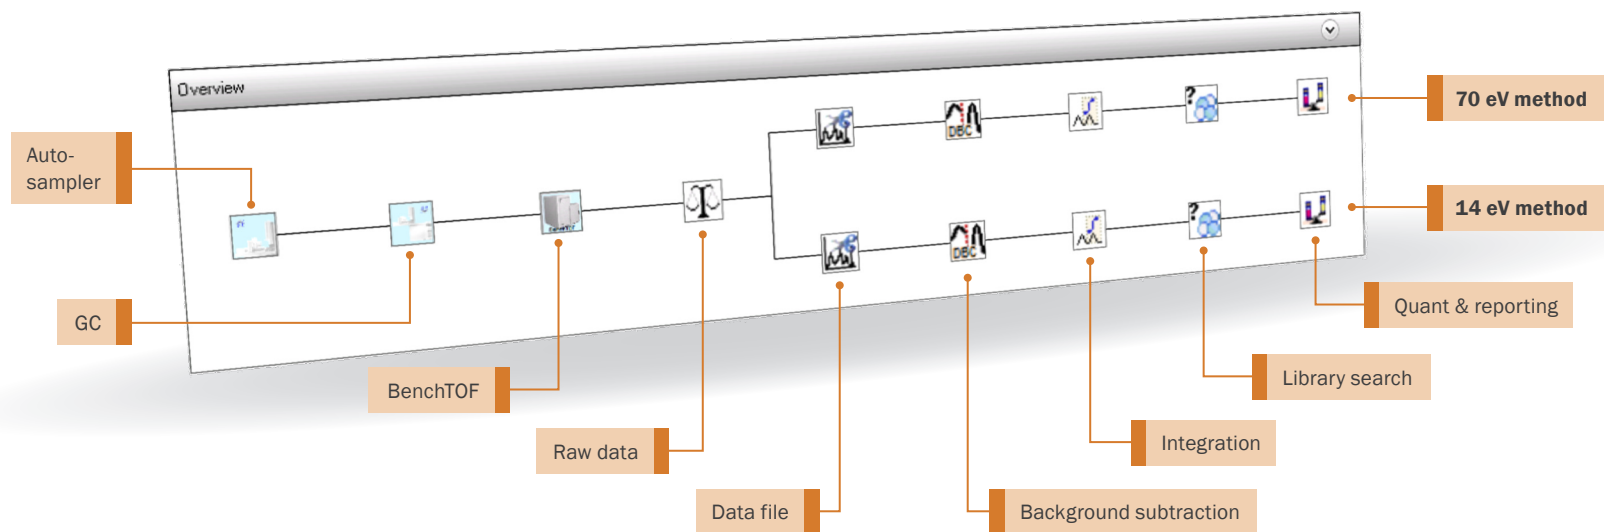 Overview
70 eV method
Auto-
sampler
14 eV method
DBC
DBC
BenchTOF
Quant & reporting
GC
Library search
BenchTOF
Integration
Raw data
Data file
Background subtraction